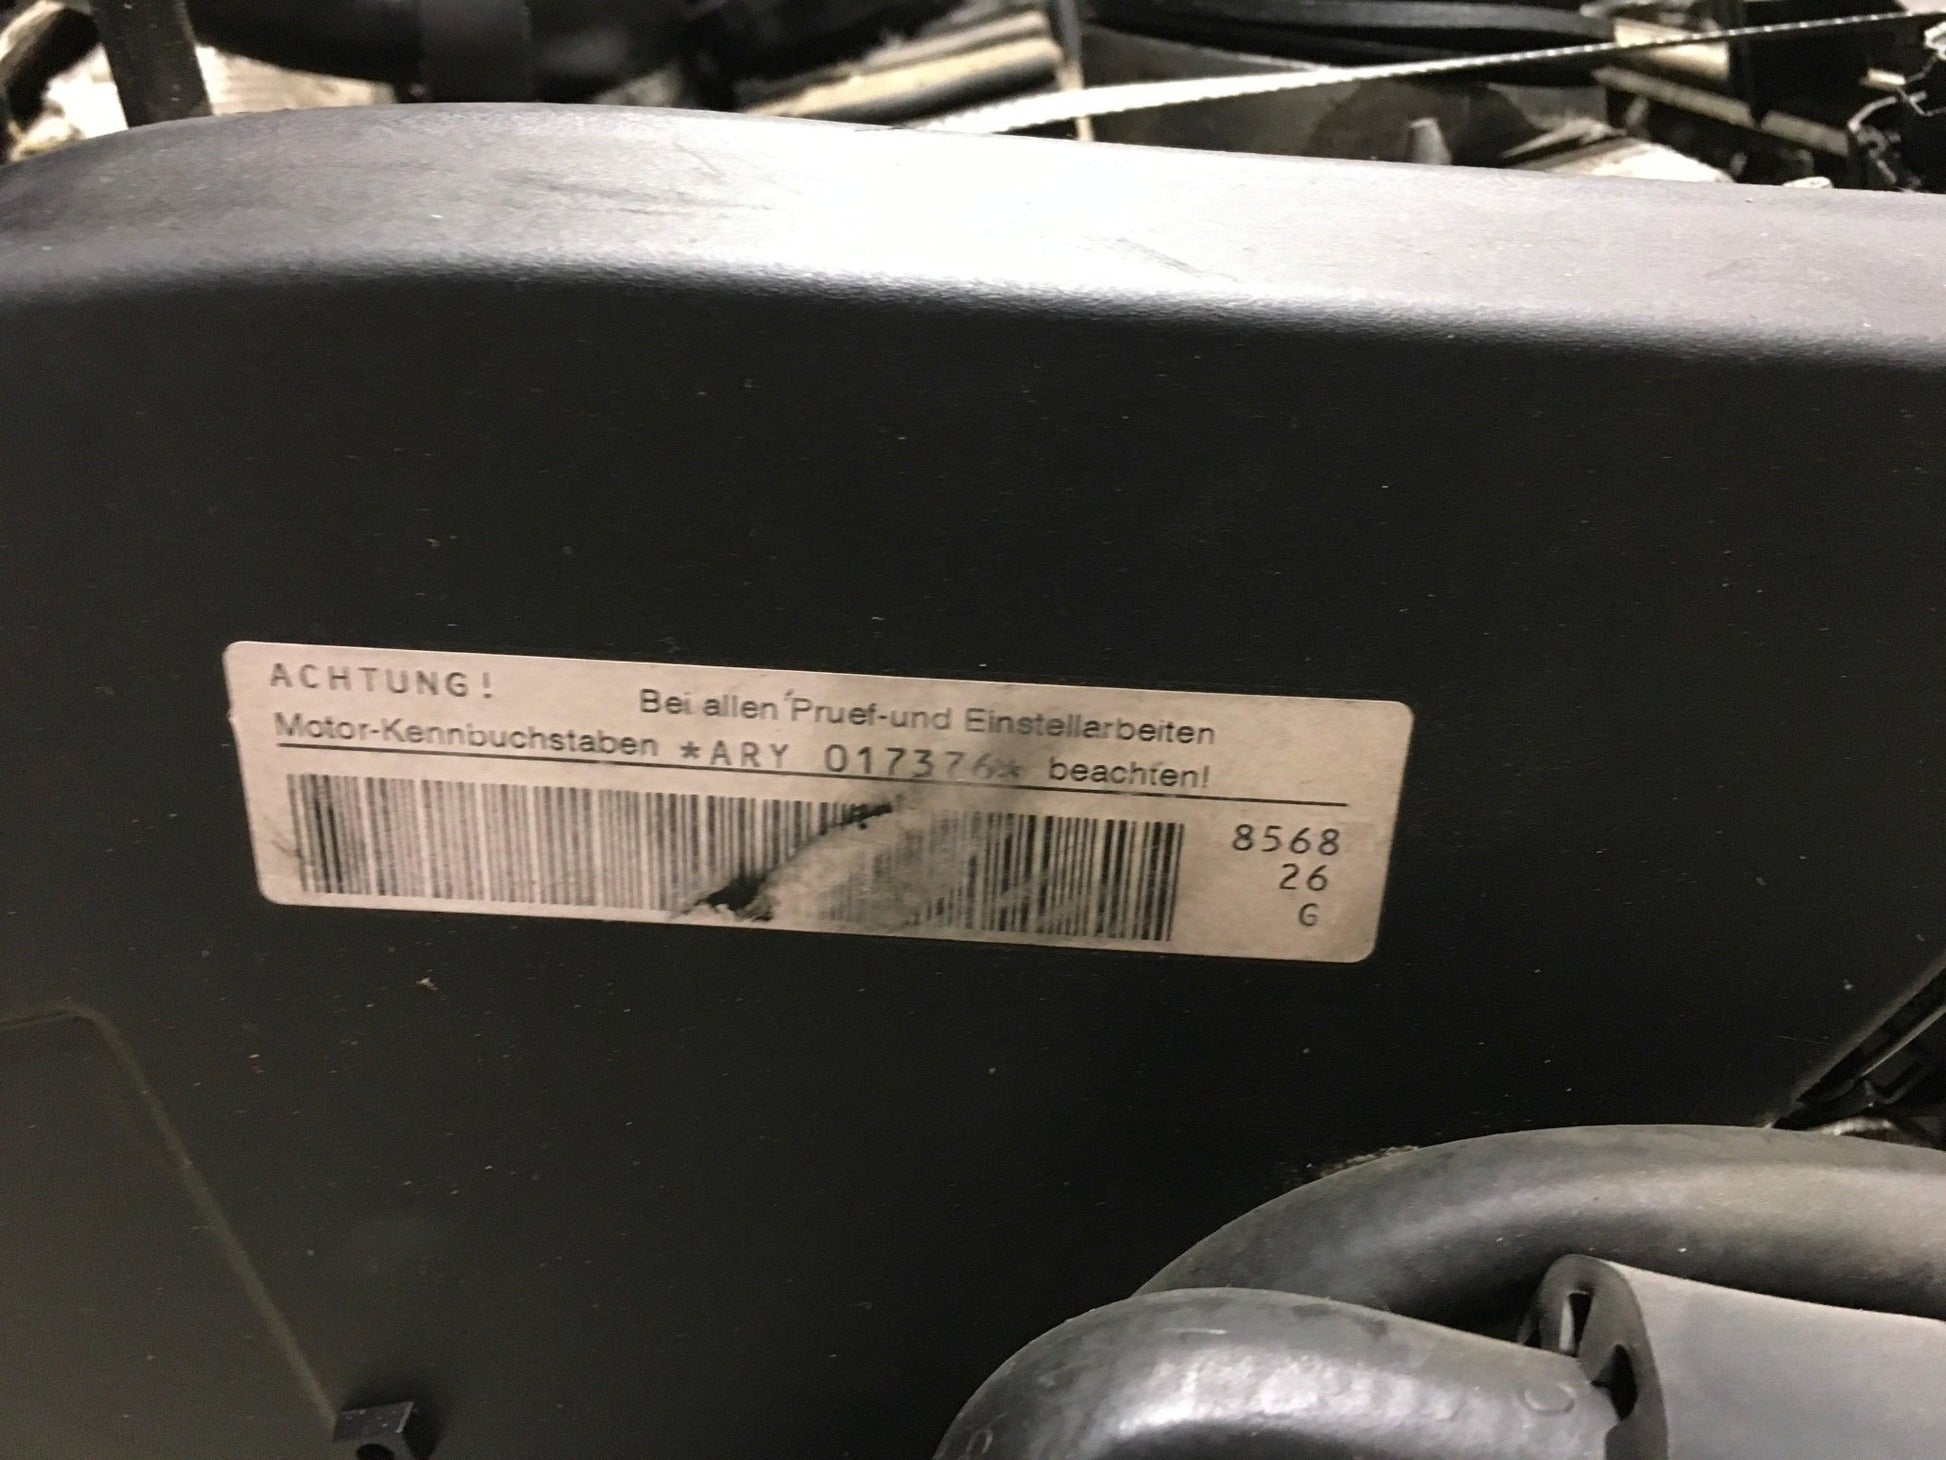 ACHTUNG!
Bei allen Pruef-und Einstellarbeiten
Motor-Kennbuchstaben *ARY 017376* beachten!
8568
26
G